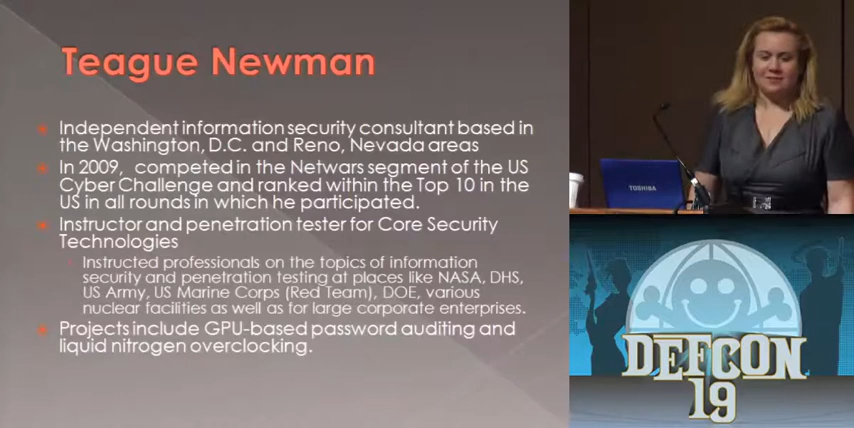 Teague Newman
Independent information security consultant based in
the Washington, D.C. and Reno, Nevada areas
In 2009, competed in the Netwars segment of the US
Cyber Challenge and ranked within the Top 10 in the
US in all rounds in which he participated.
Instructor and penetration tester for Core Security
Technologies
Instructed professionals on the topics of information
security and penetration testing at places like NASA, DHS,
US Army, US Marine Corps (Red Team), DOE, various
nuclear facilities as well as for large corporate enterprises.
Projects include GPU-based password auditing and
liquid nitrogen overclocking.
TOSHIBA
DEFCON
19